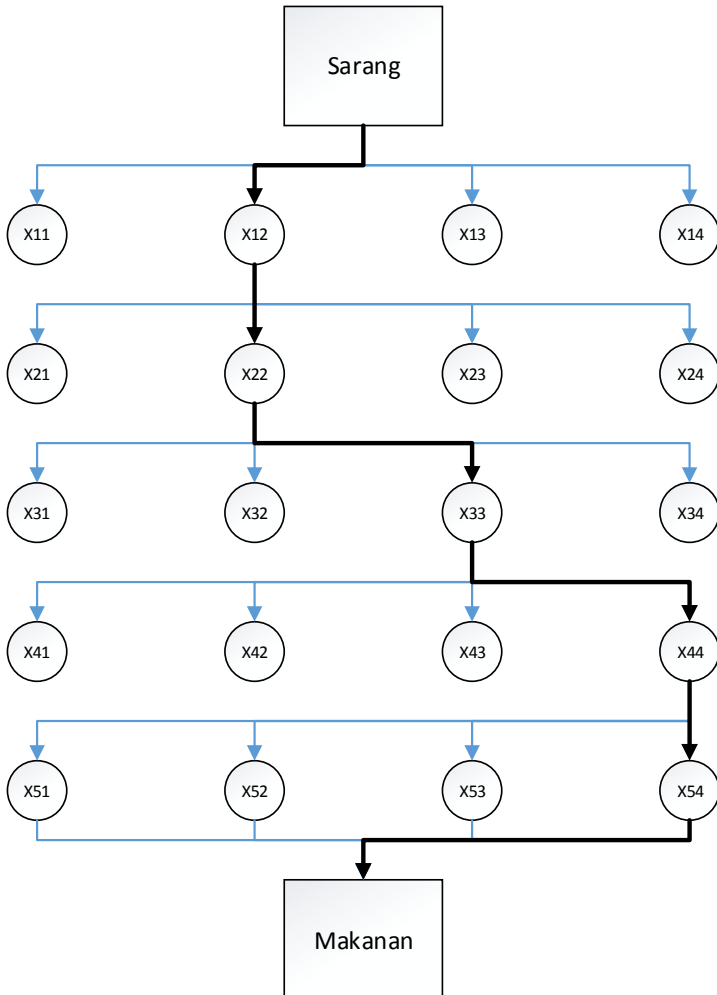 Sarang
X11 X12 X13 X14
X21 X22 X23 X24
X31 X32 X33 X34
X41 X42 X43 X44
X51 X52 X53 X54
Makanan